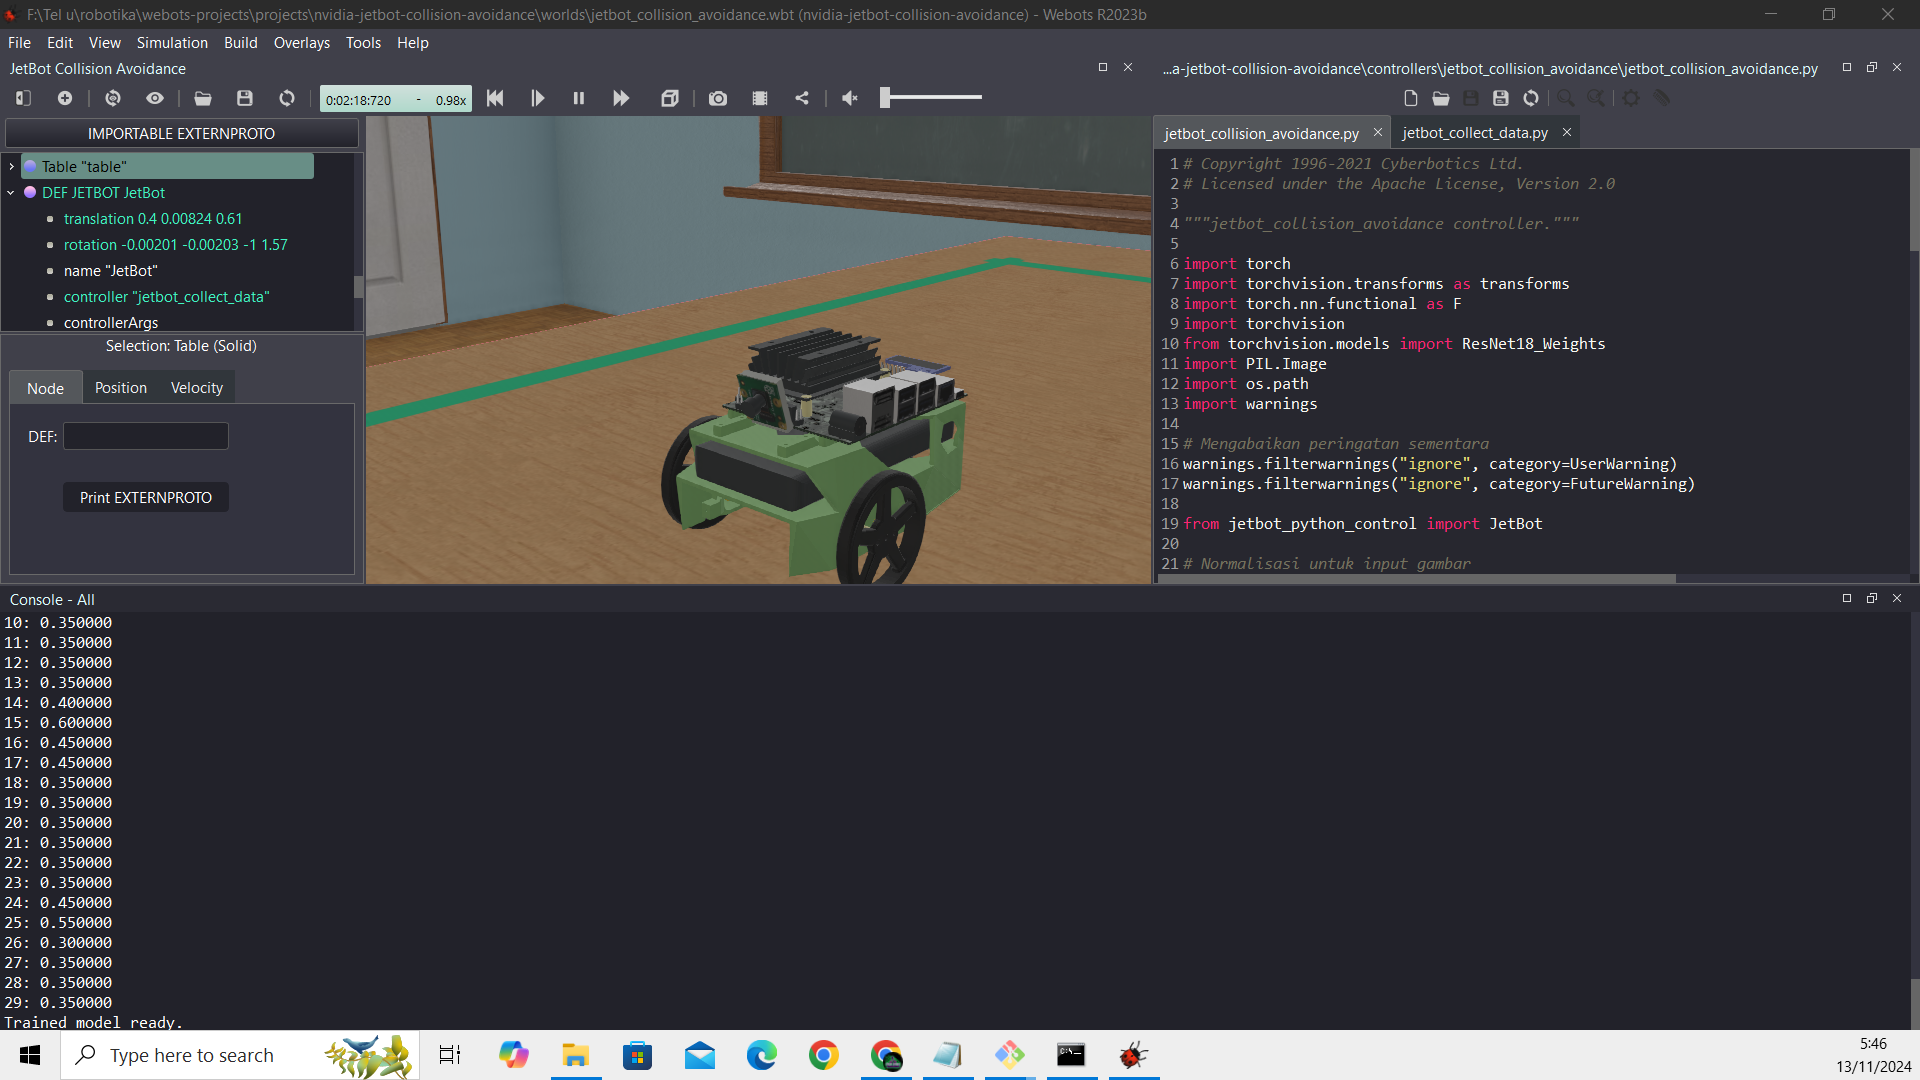 F:\Tel u\robotika\webots-projects\projects\nvidia-jetbot-collision-avoidance\worlds\jetbot_collision_avoidance.wbt (nvidia-jetbot-collision-avoidance) - Webots R2023b
File Edit View Simulation Build Overlays Tools Help
JetBot Collision Avoidance
0:02:18:720 - 0.98x
IMPORTABLE EXTERNPROTO
Table "table"
DEF JETBOT JetBot
translation 0.4 0.00824 0.61
rotation -0.00201 -0.00203 -1 1.57
name "JetBot"
controller "jetbot_collect_data"
controllerArgs
Selection: Table (Solid)
Node Position Velocity
DEF:
Print EXTERNPROTO
...a-jetbot-collision-avoidance\controllers\jetbot_collision_avoidance\jetbot_collision_avoidance.py
jetbot_collision_avoidance.py jetbot_collect_data.py
1 # Copyright 1996-2021 Cyberbotics Ltd.
2 # Licensed under the Apache License, Version 2.0
3
4 """jetbot_collision_avoidance controller."""
5
6 import torch
7 import torchvision.transforms as transforms
8 import torch.nn.functional as F
9 import torchvision
10 from torchvision.models import ResNet18_Weights
11 import PIL.Image
12 import os.path
13 import warnings
14
15 # Mengabaikan peringatan sementara
16 warnings.filterwarnings("ignore", category=UserWarning)
17 warnings.filterwarnings("ignore", category=FutureWarning)
18
19 from jetbot_python_control import JetBot
20
21 # Normalisasi untuk input gambar
Console - All
10: 0.350000
11: 0.350000
12: 0.350000
13: 0.350000
14: 0.400000
15: 0.600000
16: 0.450000
17: 0.450000
18: 0.350000
19: 0.350000
20: 0.350000
21: 0.350000
22: 0.350000
23: 0.350000
24: 0.450000
25: 0.550000
26: 0.300000
27: 0.350000
28: 0.350000
29: 0.350000
Trained model ready.
Type here to search
5:46
13/11/2024